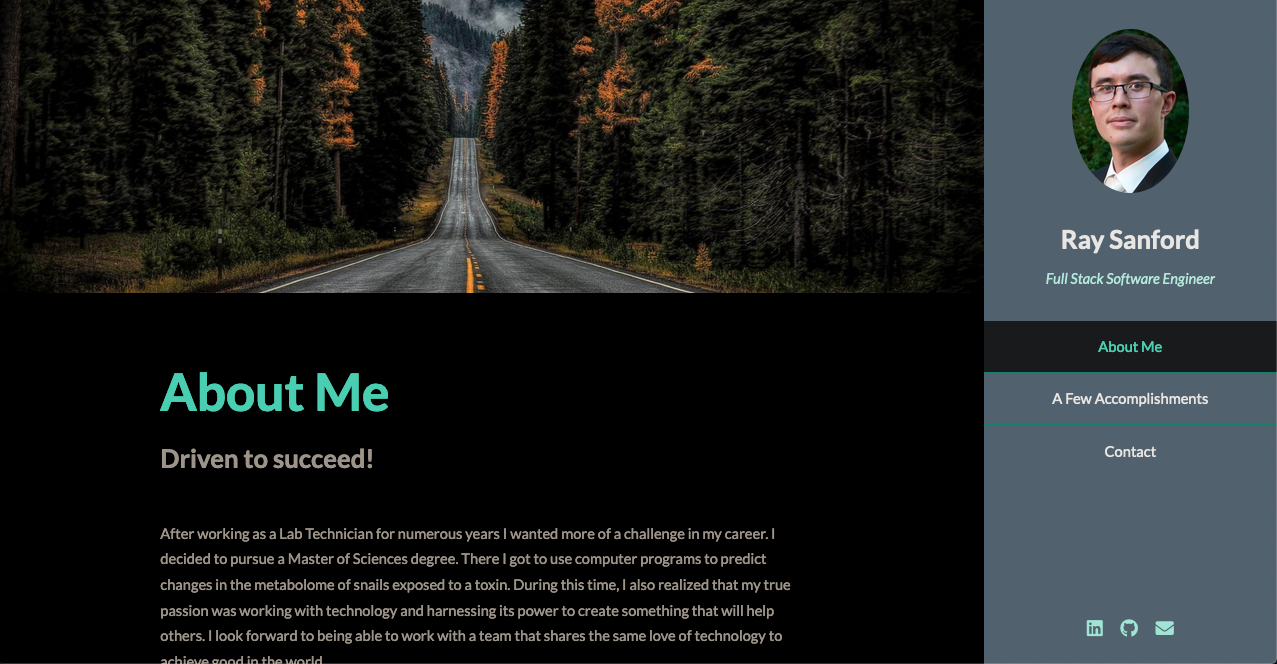 About Me
Driven to succeed!
After working as a Lab Technician for numerous years I wanted more of a challenge in my career. I
decided to pursue a Master of Sciences degree. There I got to use computer programs to predict
changes in the metabolome of snails exposed to a toxin. During this time, I also realized that my true
passion was working with technology and harnessing its power to create something that will help
others. I look forward to being able to work with a team that shares the same love of technology to
achieve good in the world.
Ray Sanford
Full Stack Software Engineer
About Me
A Few Accomplishments
Contact